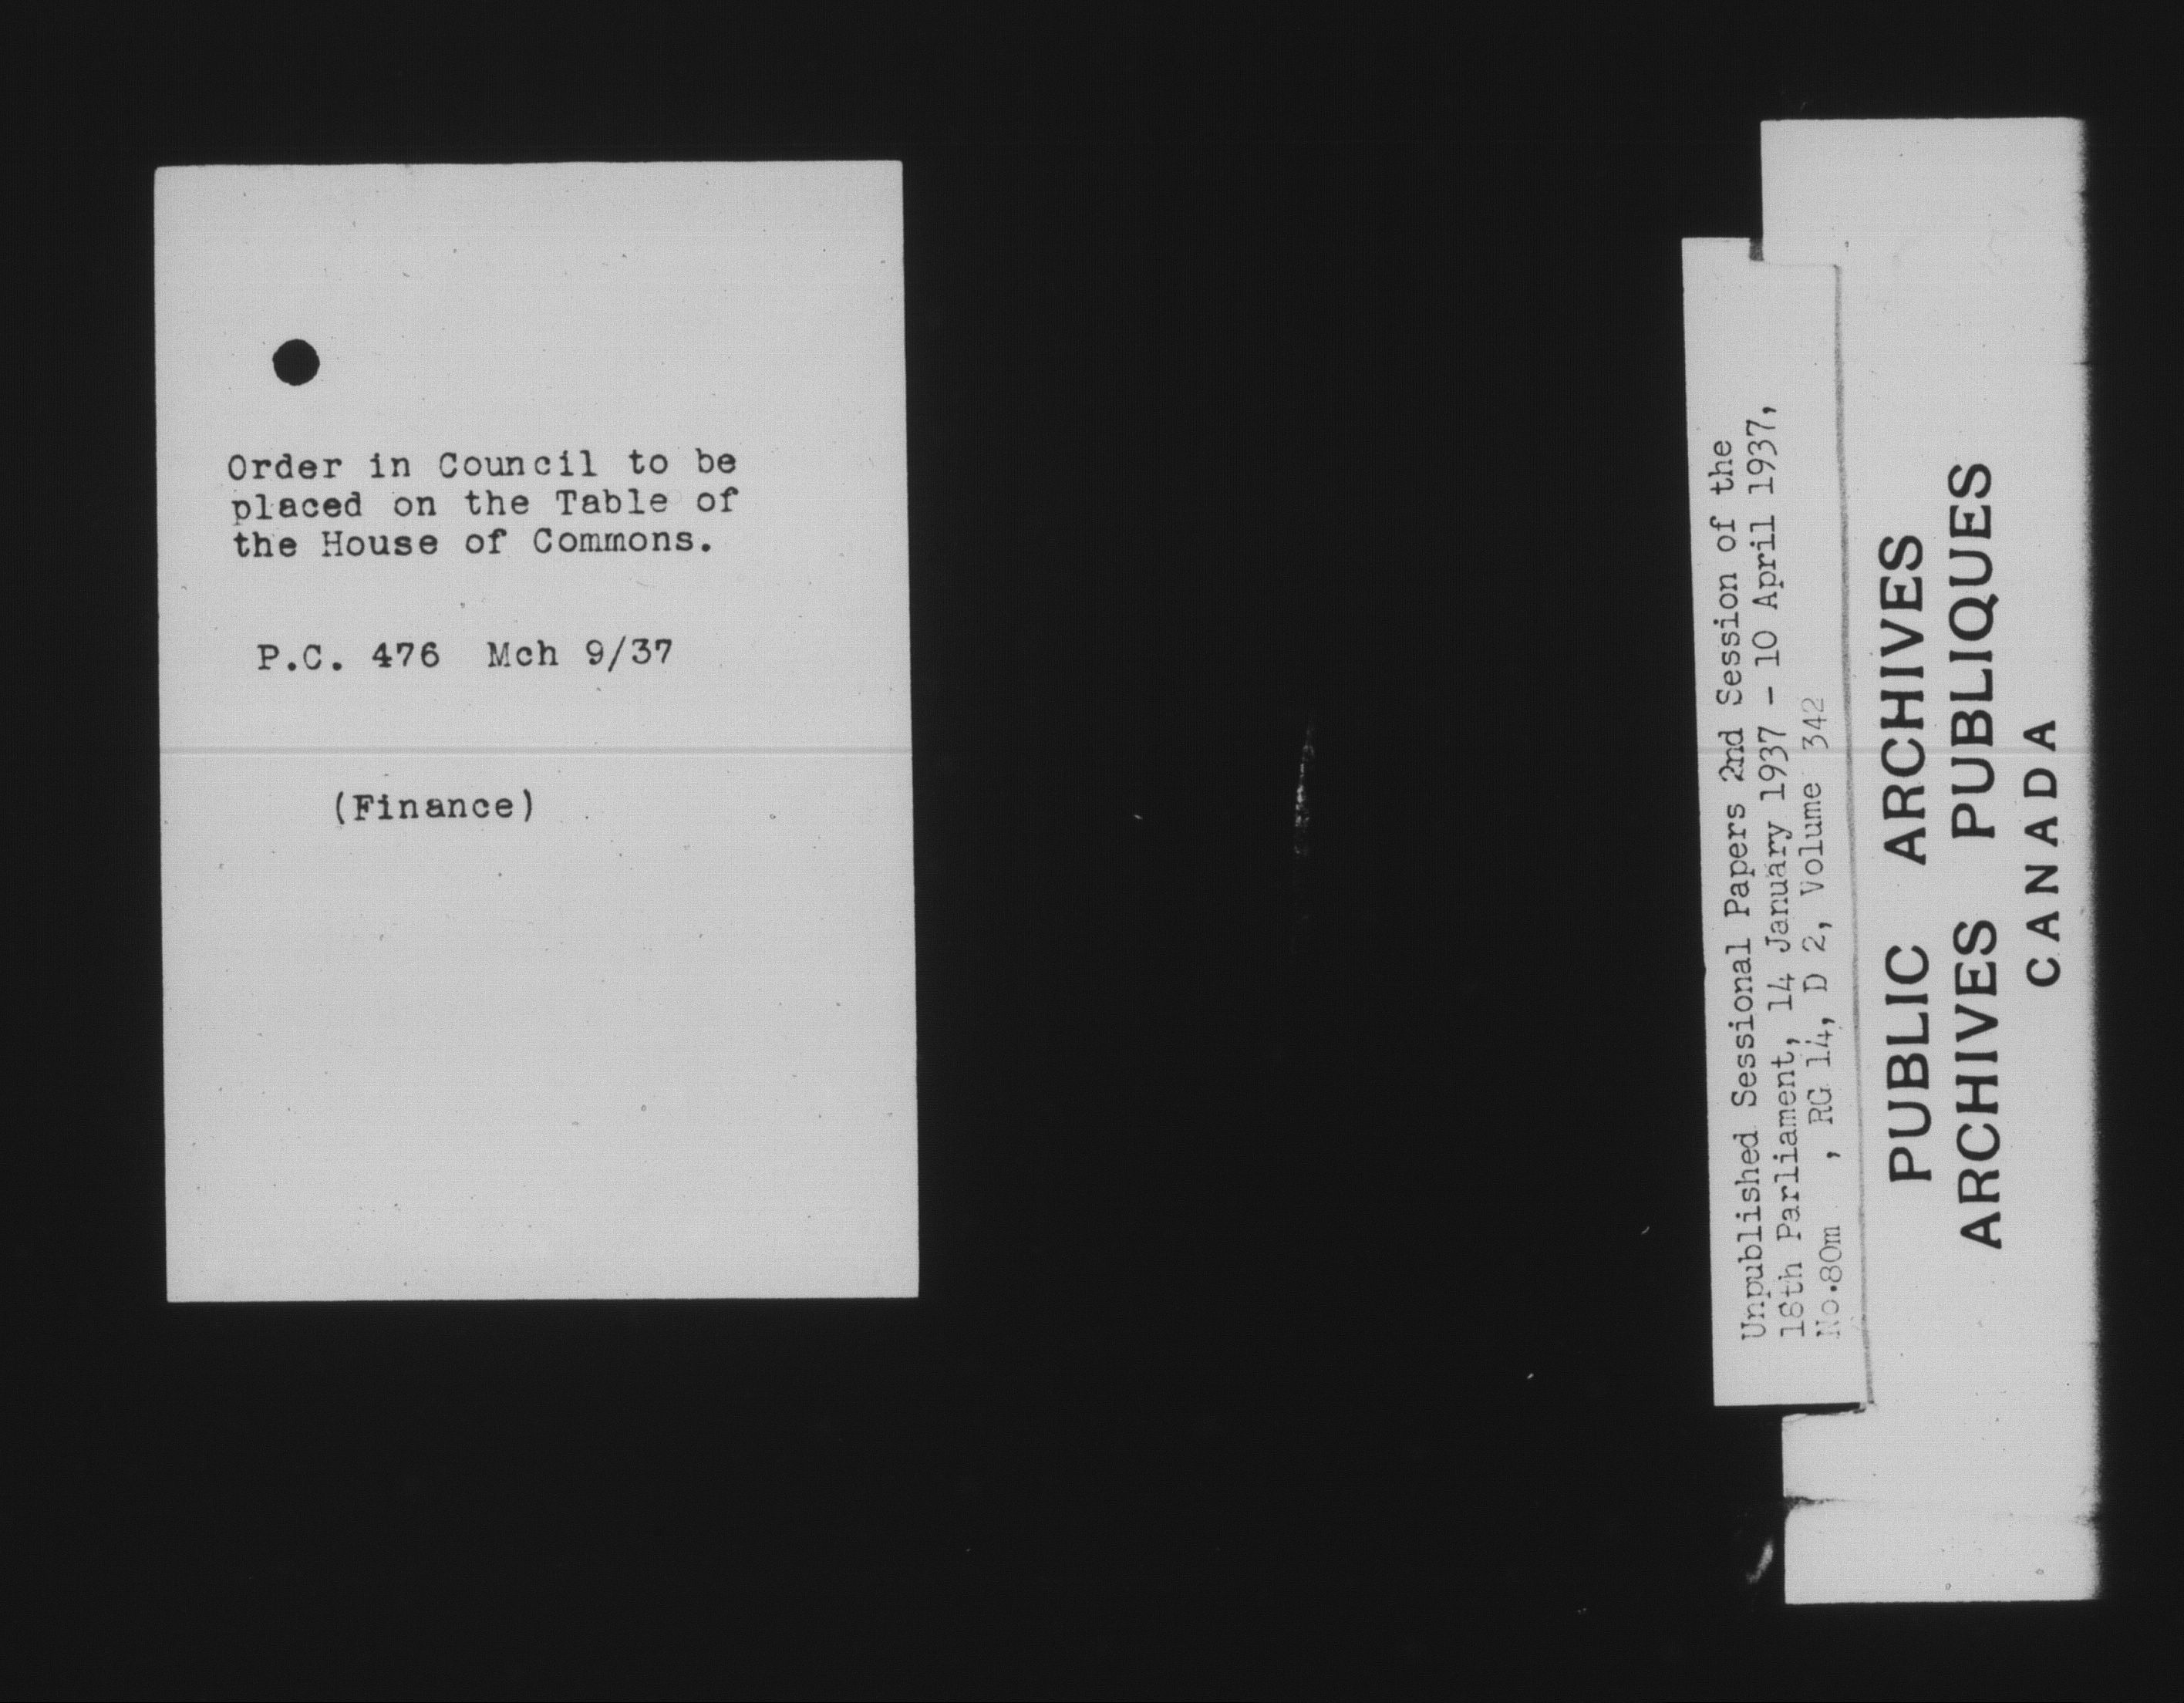 Order in Council to be
placed on the Table of
the House of Commons.
P.C. 476 Mch 9/37
(Finance)
Unpublished Sessional Papers 2nd Session of the
18th Parliament, 14 January 1937 - 10 April 1937,
No.80m , RG 14, D 2, Volume 342
PUBLIC ARCHIVES
ARCHIVES PUBLIQUES
CANADA